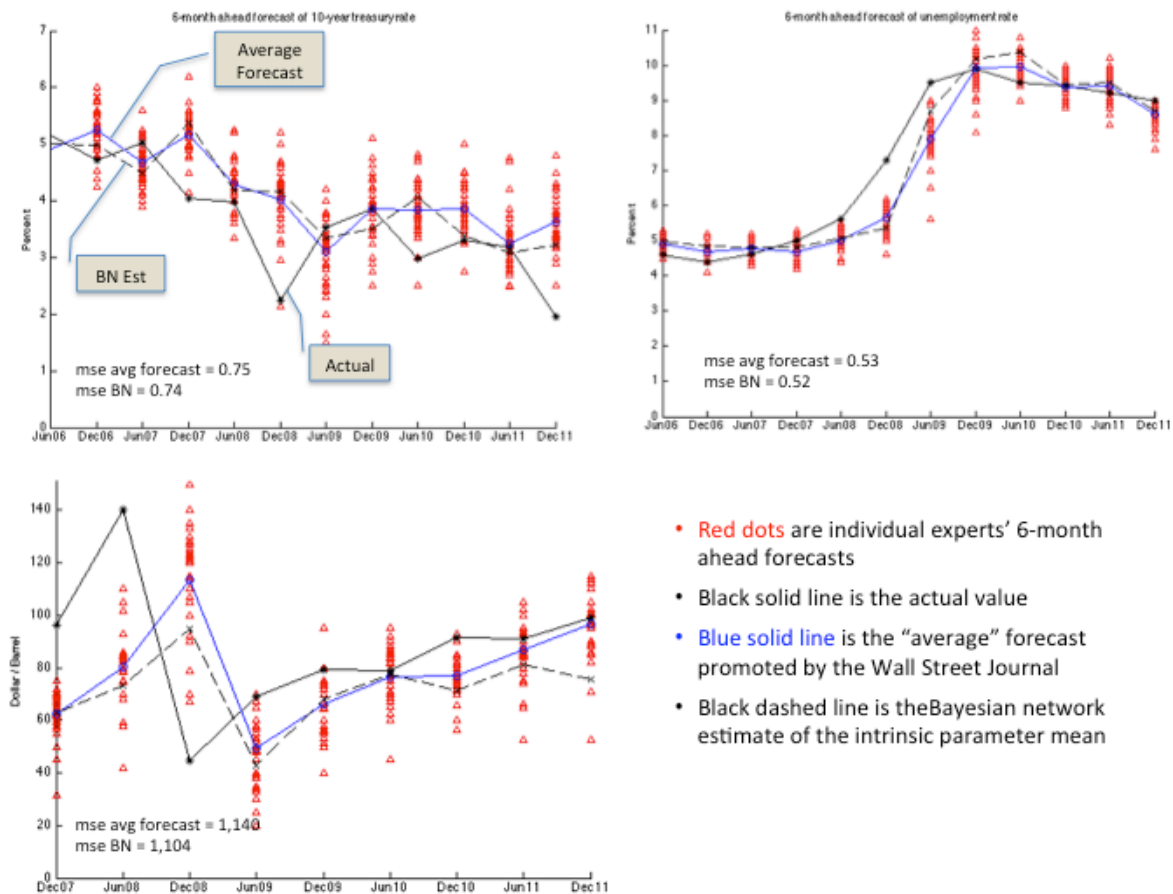 6-month ahead forecast of 10-year treasury rate
7
6
5
4
3
2
1
0
Percent
Average
Forecast
BN Est
Actual
mse avg forecast = 0.75
mse BN = 0.74
Jun06 Dec06 Jun07 Dec07 Jun08 Dec08 Jun09 Dec09 Jun10 Dec10 Jun11 Dec11
6-month ahead forecast of unemployment rate
11
10
9
8
7
6
5
4
3
2
1
0
Percent
mse avg forecast = 0.53
mse BN = 0.52
Jun06 Dec06 Jun07 Dec07 Jun08 Dec08 Jun09 Dec09 Jun10 Dec10 Jun11 Dec11
140
120
100
80
60
40
20
0
Dollar / Barrel
mse avg forecast = 1,140
mse BN = 1,104
Dec07 Jun08 Dec08 Jun09 Dec09 Jun10 Dec10 Jun11 Dec11
• Red dots are individual experts’ 6-month
ahead forecasts
• Black solid line is the actual value
• Blue solid line is the “average” forecast
promoted by the Wall Street Journal
• Black dashed line is theBayesian network
estimate of the intrinsic parameter mean